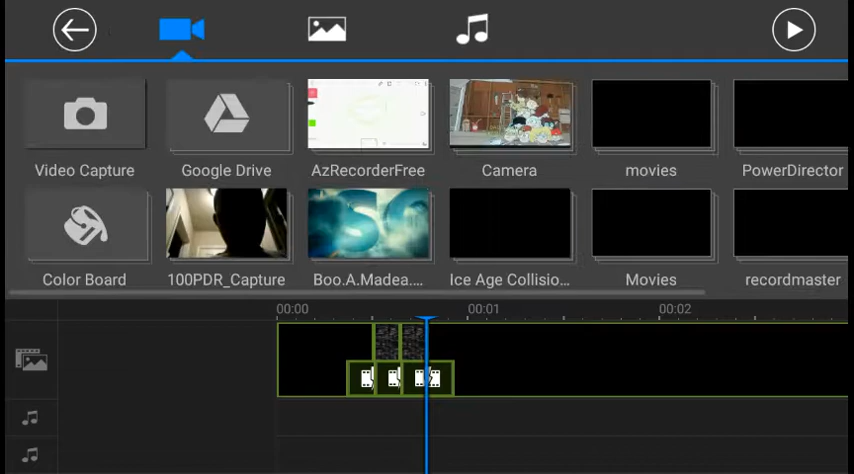 Video Capture
Google Drive
AzRecorderFree
Camera
movies
PowerDirector
Color Board
100PDR_Capture
Boo.A.Madea....
Ice Age Collisio...
Movies
recordmaster
00:00
00:01
00:02